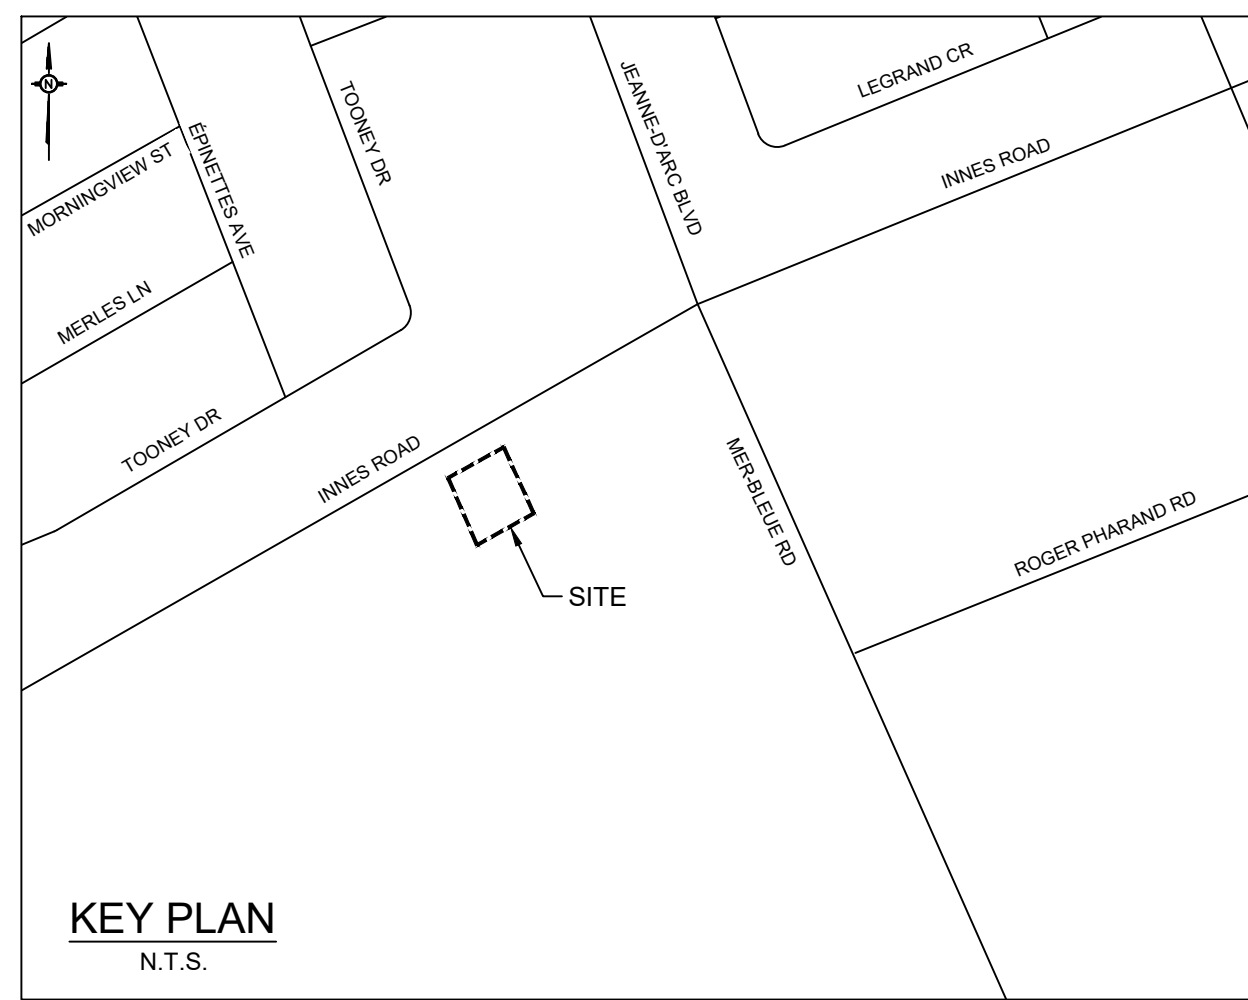 N
MORNINGVIEW ST
ÉPINETTES AVE
TOONEY DR
JEANNE-D'ARC BLVD
LEGRAND CR
INNES ROAD
MERLES LN
TOONEY DR
INNES ROAD
MER-BLEUE RD
ROGER PHARAND RD
SITE
KEY PLAN
N.T.S.